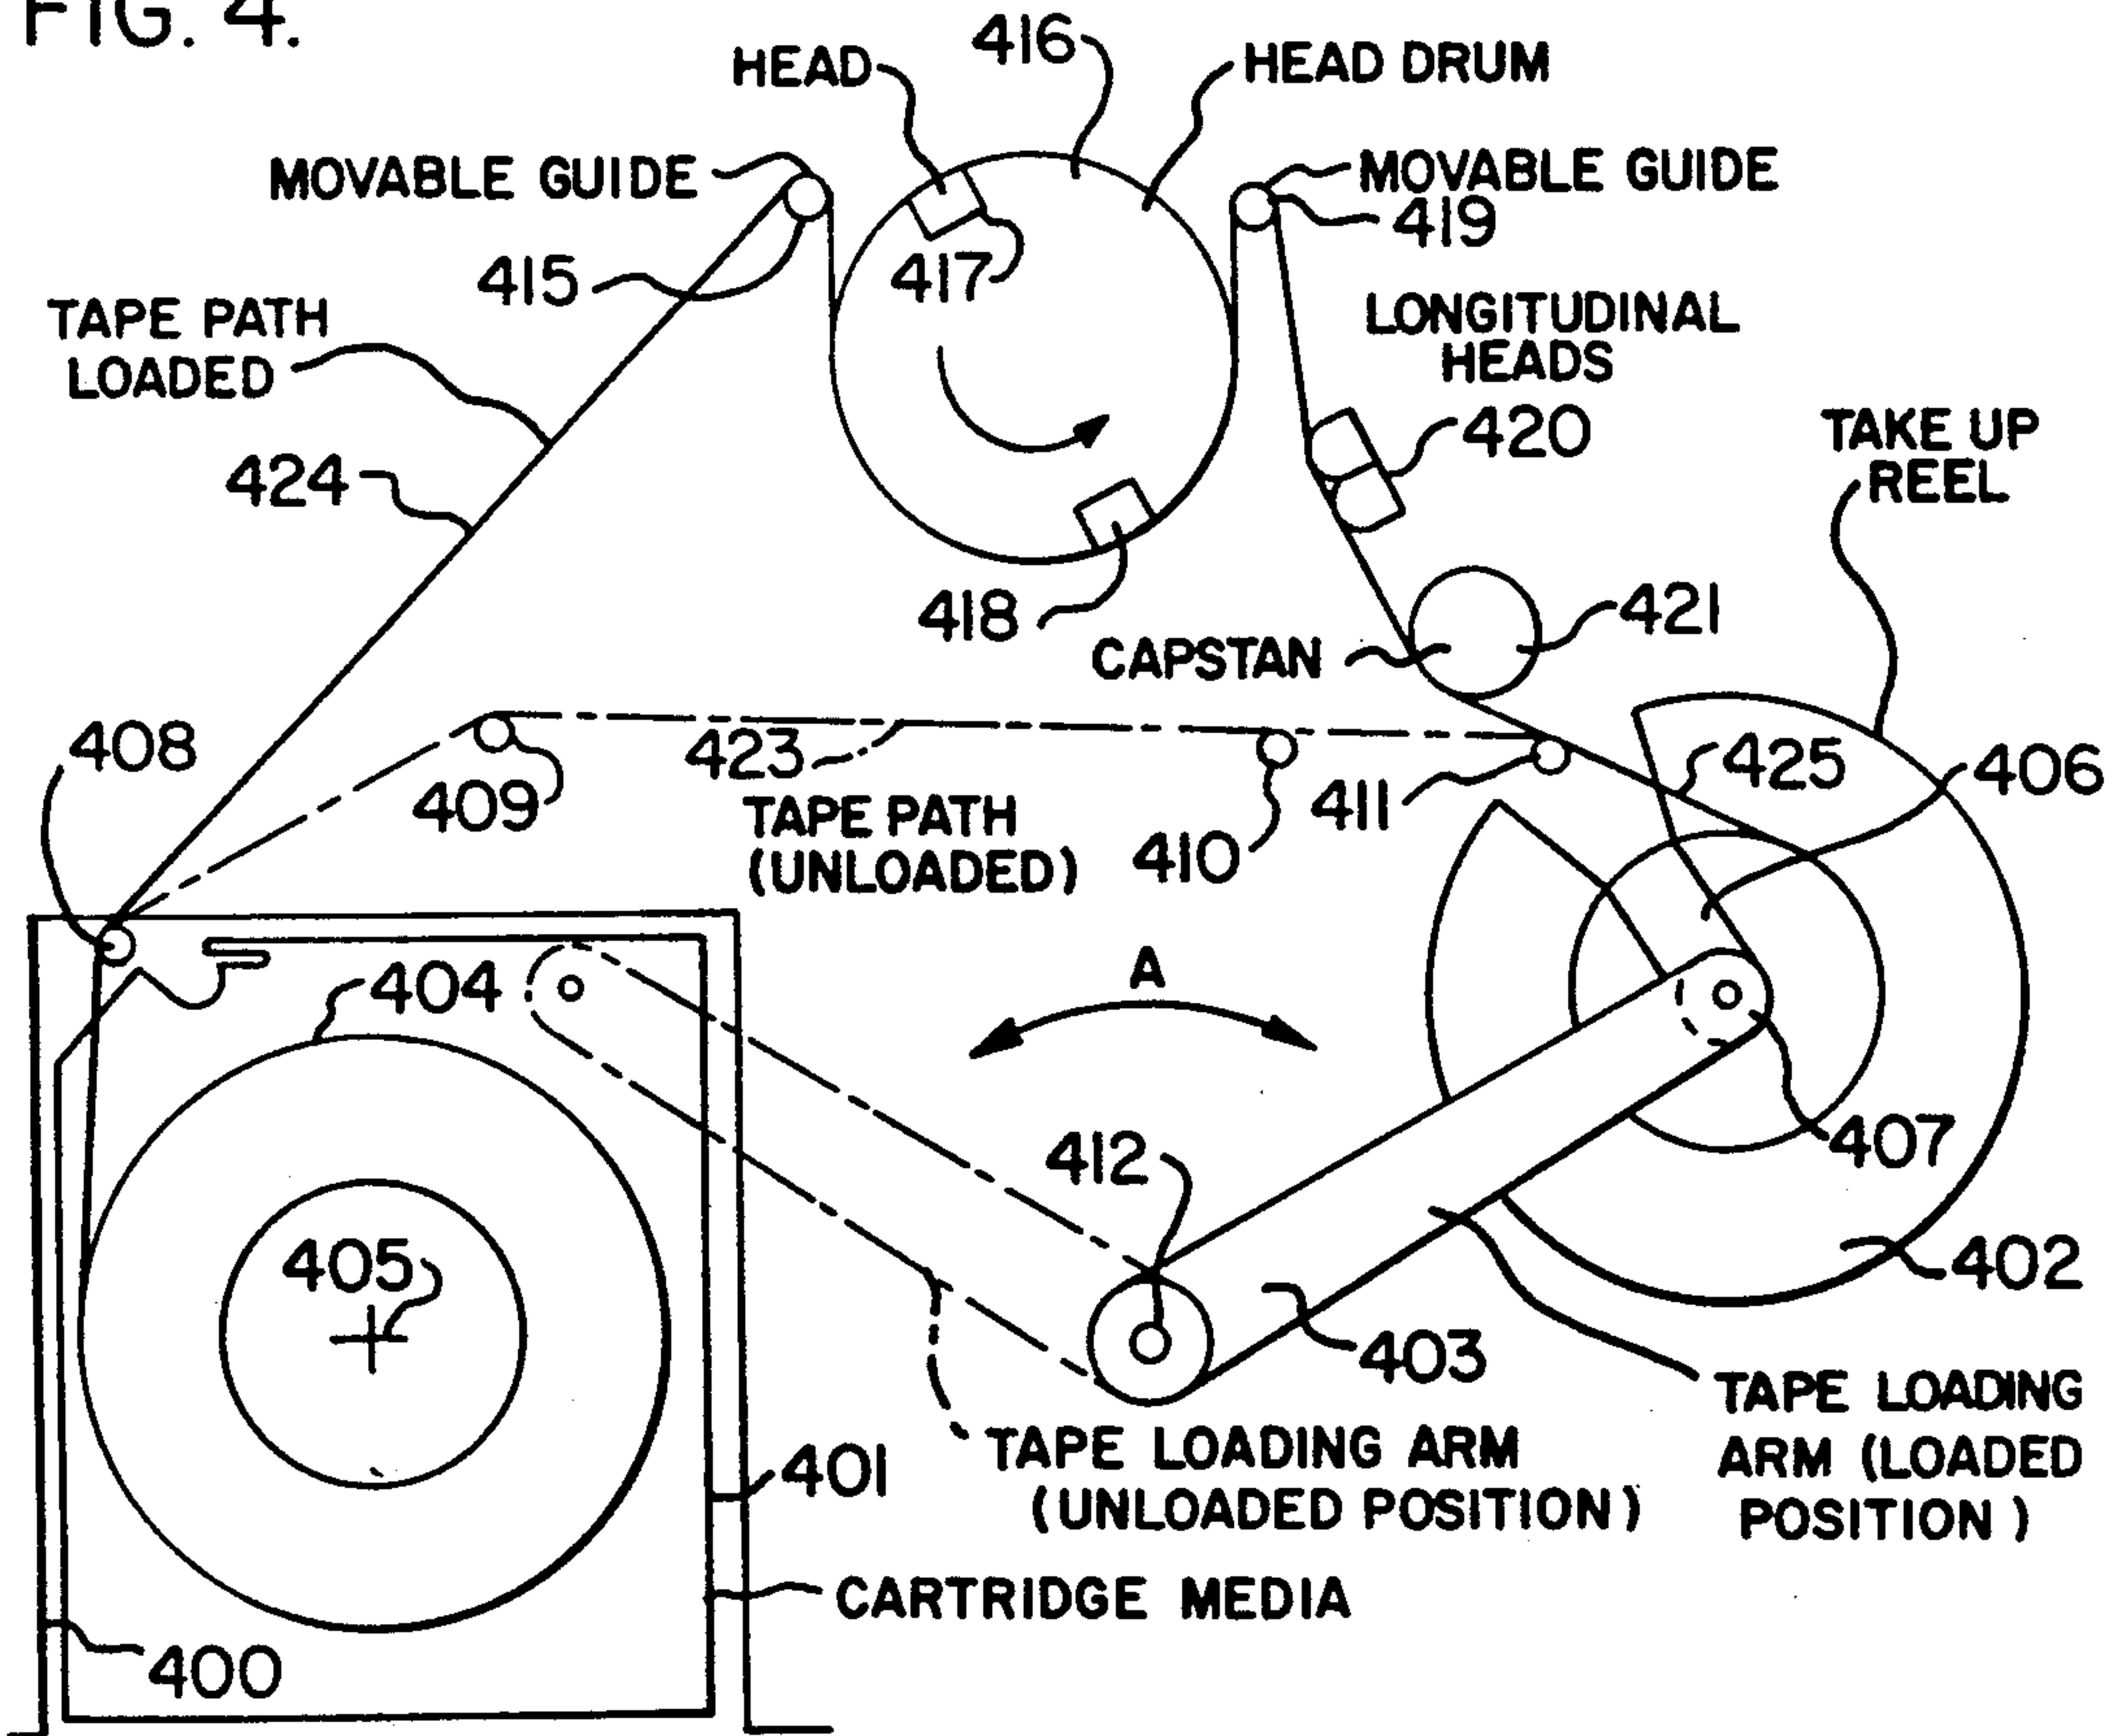 FIG. 4.
HEAD
416
HEAD DRUM
MOVABLE GUIDE
MOVABLE GUIDE
419
415
417
TAPE PATH
LOADED
LONGITUDINAL
HEADS
420
TAKE UP
REEL
424
418
421
CAPSTAN
408
423
409
TAPE PATH
(UNLOADED)
410
411
425
406
404
A
412
407
405
402
403
TAPE LOADING
ARM (LOADED
POSITION)
TAPE LOADING ARM
(UNLOADED POSITION)
401
CARTRIDGE MEDIA
400